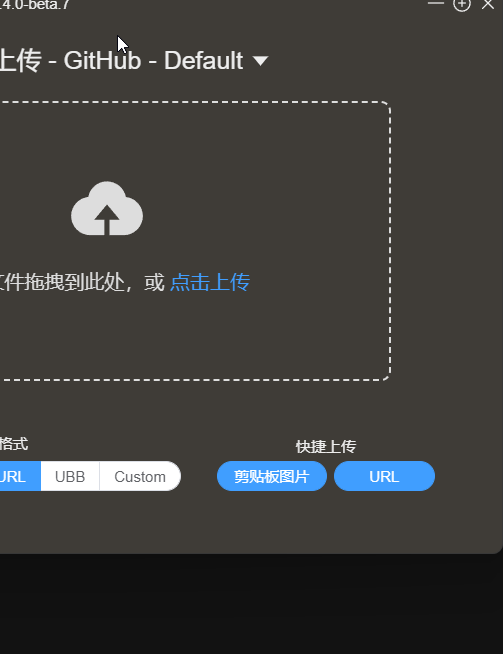 .4.0-beta.7
上传 - GitHub - Default
文件拖拽到此处，或 点击上传
格式
快捷上传
URL UBB Custom
剪贴板图片 URL